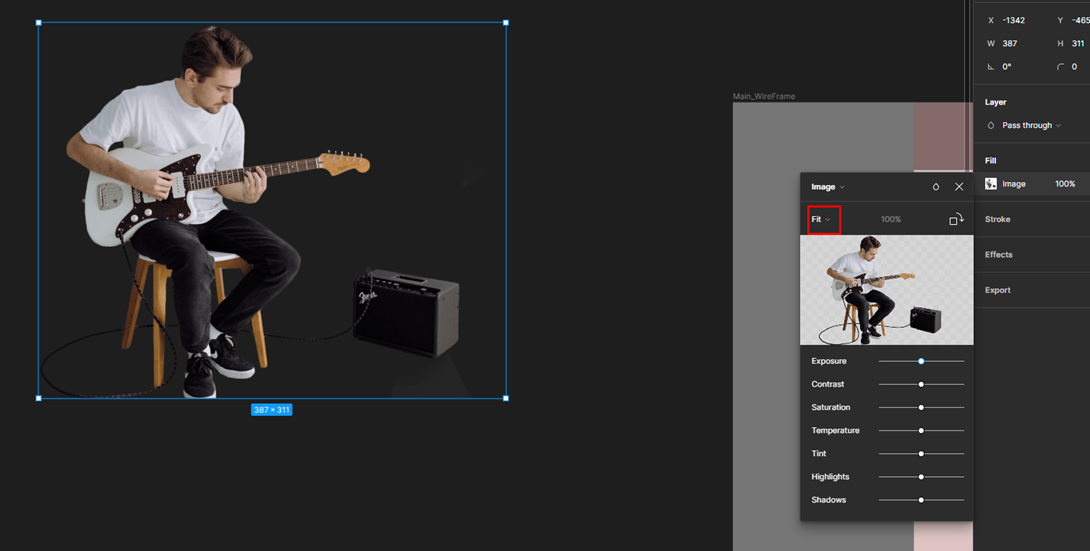 X -1342 Y -465
W 387 H 311
0° 0
Main_WireFrame
Layer
Pass through
Fill
Image 100%
Image
Fit 100%
Stroke
Effects
Export
Fender
387 × 311
Exposure
Contrast
Saturation
Temperature
Tint
Highlights
Shadows